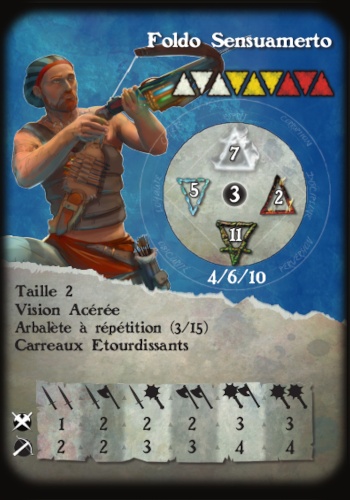 Foldo Sensuamerto
7
5 3 2
11
4/6/10
Taille 2
Vision Acérée
Arbalète à répétition (3/15)
Carreaux Etourdissants
1 2 2 2 3 3
2 2 3 3 4 4